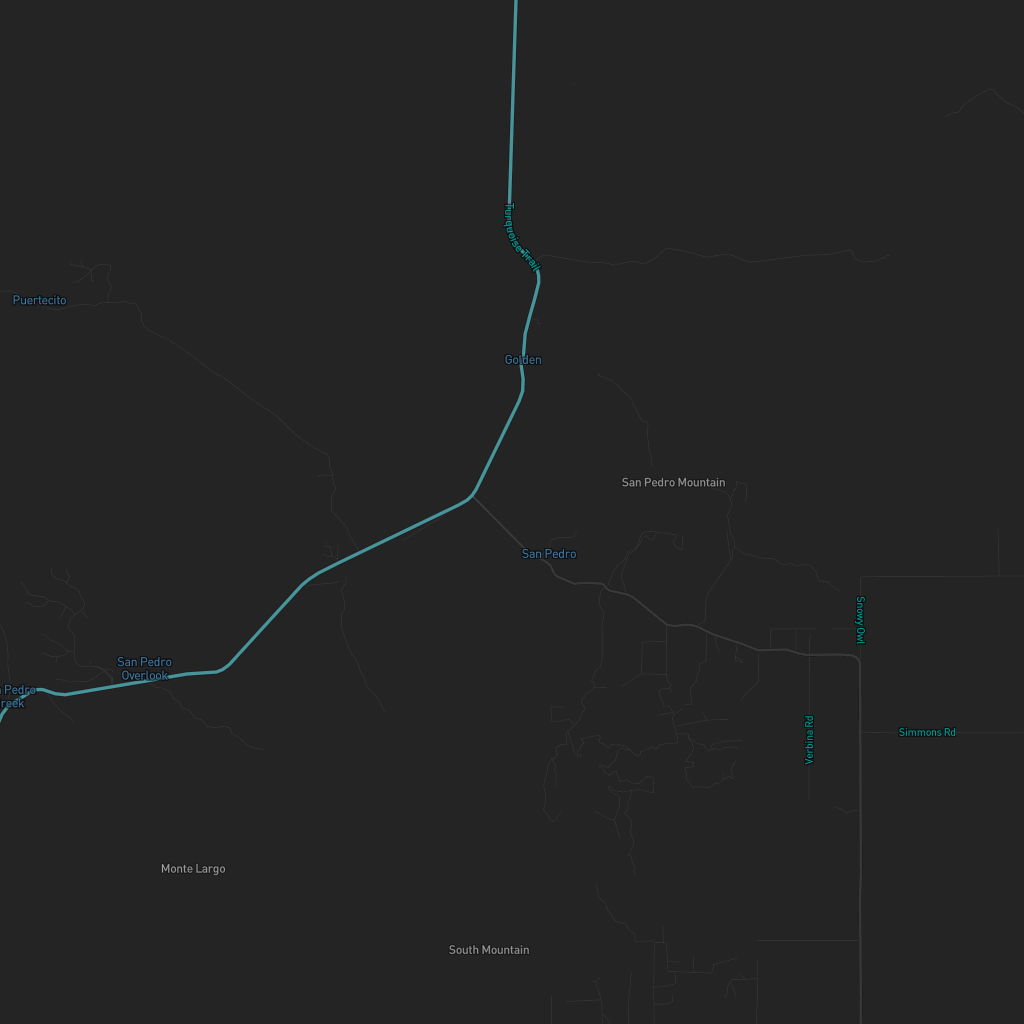 Turquoise Trail
Puertecito
Golden
San Pedro Mountain
San Pedro
Snowy Owl
San Pedro
Overlook
Pedro
Verbina Rd
Simmons Rd
Monte Largo
South Mountain